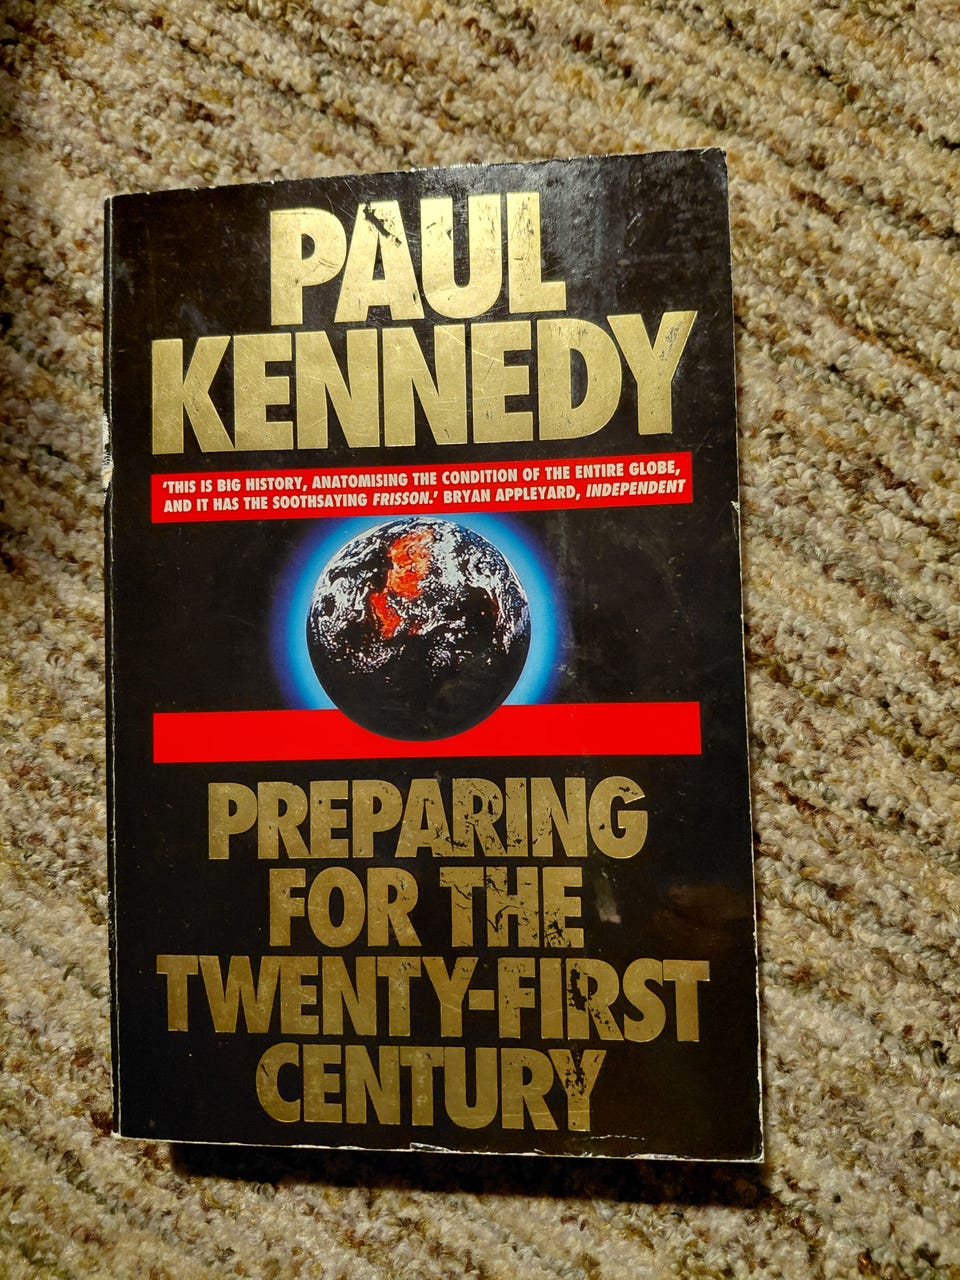 PAUL
KENNEDY
‘THIS IS BIG HISTORY, ANATOMISING THE CONDITION OF THE ENTIRE GLOBE,
AND IT HAS THE SOOTHSAYING FRISSON.’ BRYAN APPLEYARD, INDEPENDENT
PREPARING
FOR THE
TWENTY-FIRST
CENTURY